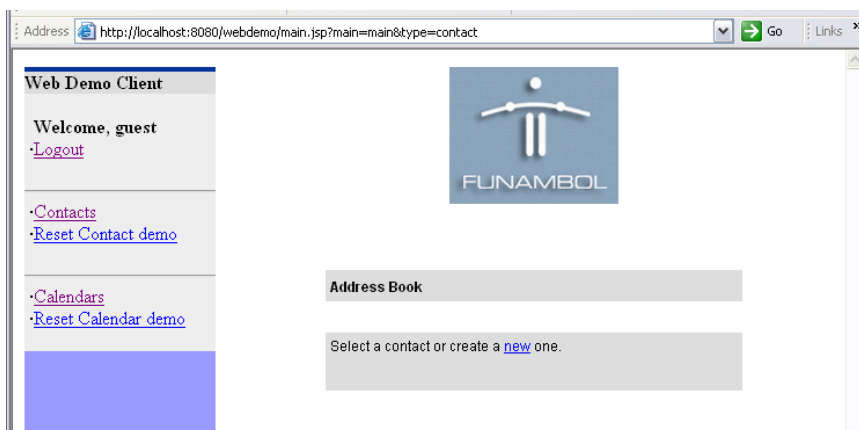 Address http://localhost:8080/webdemo/main.jsp?main=main&type=contact Go Links »
Web Demo Client
Welcome, guest
·Logout
·Contacts
·Reset Contact demo
·Calendars
·Reset Calendar demo
FUNAMBOL
Address Book
Select a contact or create a new one.